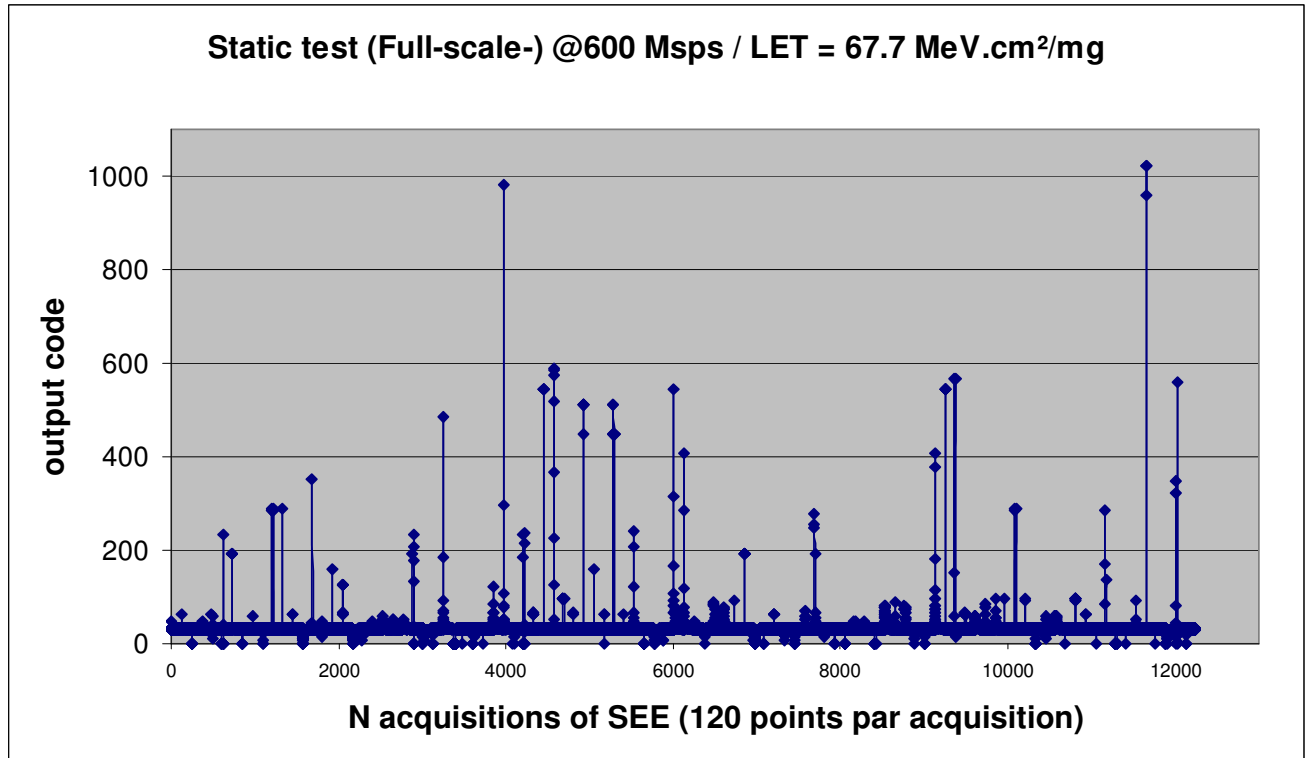 Static test (Full-scale-) @600 Msps / LET = 67.7 MeV.cm²/mg
output code
1000
800
600
400
200
0
0 2000 4000 6000 8000 10000 12000
N acquisitions of SEE (120 points par acquisition)